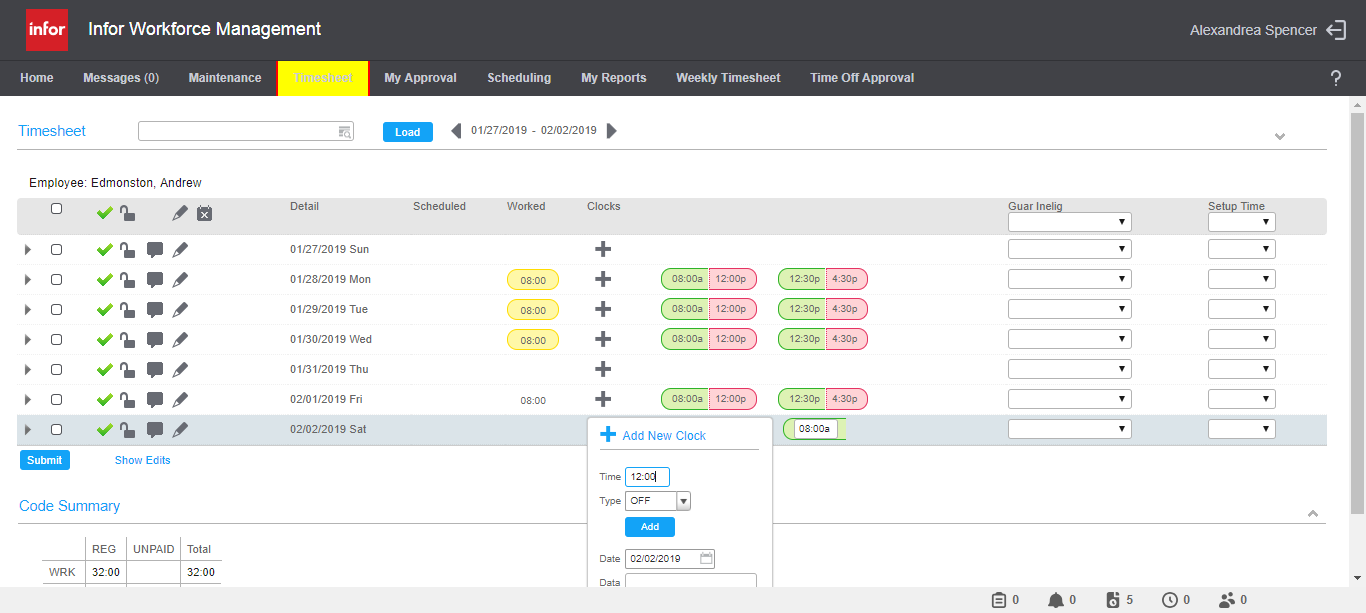 infor Infor Workforce Management Alexandrea Spencer
Home Messages (0) Maintenance Timesheet My Approval Scheduling My Reports Weekly Timesheet Time Off Approval ?
Timesheet Load 01/27/2019 - 02/02/2019
Employee: Edmonston, Andrew
Detail Scheduled Worked Clocks Guar Inelig Setup Time
01/27/2019 Sun
01/28/2019 Mon 08:00 08:00a 12:00p 12:30p 4:30p
01/29/2019 Tue 08:00 08:00a 12:00p 12:30p 4:30p
01/30/2019 Wed 08:00 08:00a 12:00p 12:30p 4:30p
01/31/2019 Thu
02/01/2019 Fri 08:00 08:00a 12:00p 12:30p 4:30p
02/02/2019 Sat 08:00a
Add New Clock
Time 12:00
Type OFF
Add
Date 02/02/2019
Data
Submit Show Edits
Code Summary
REG UNPAID Total
WRK 32:00 32:00
0 0 5 0 0